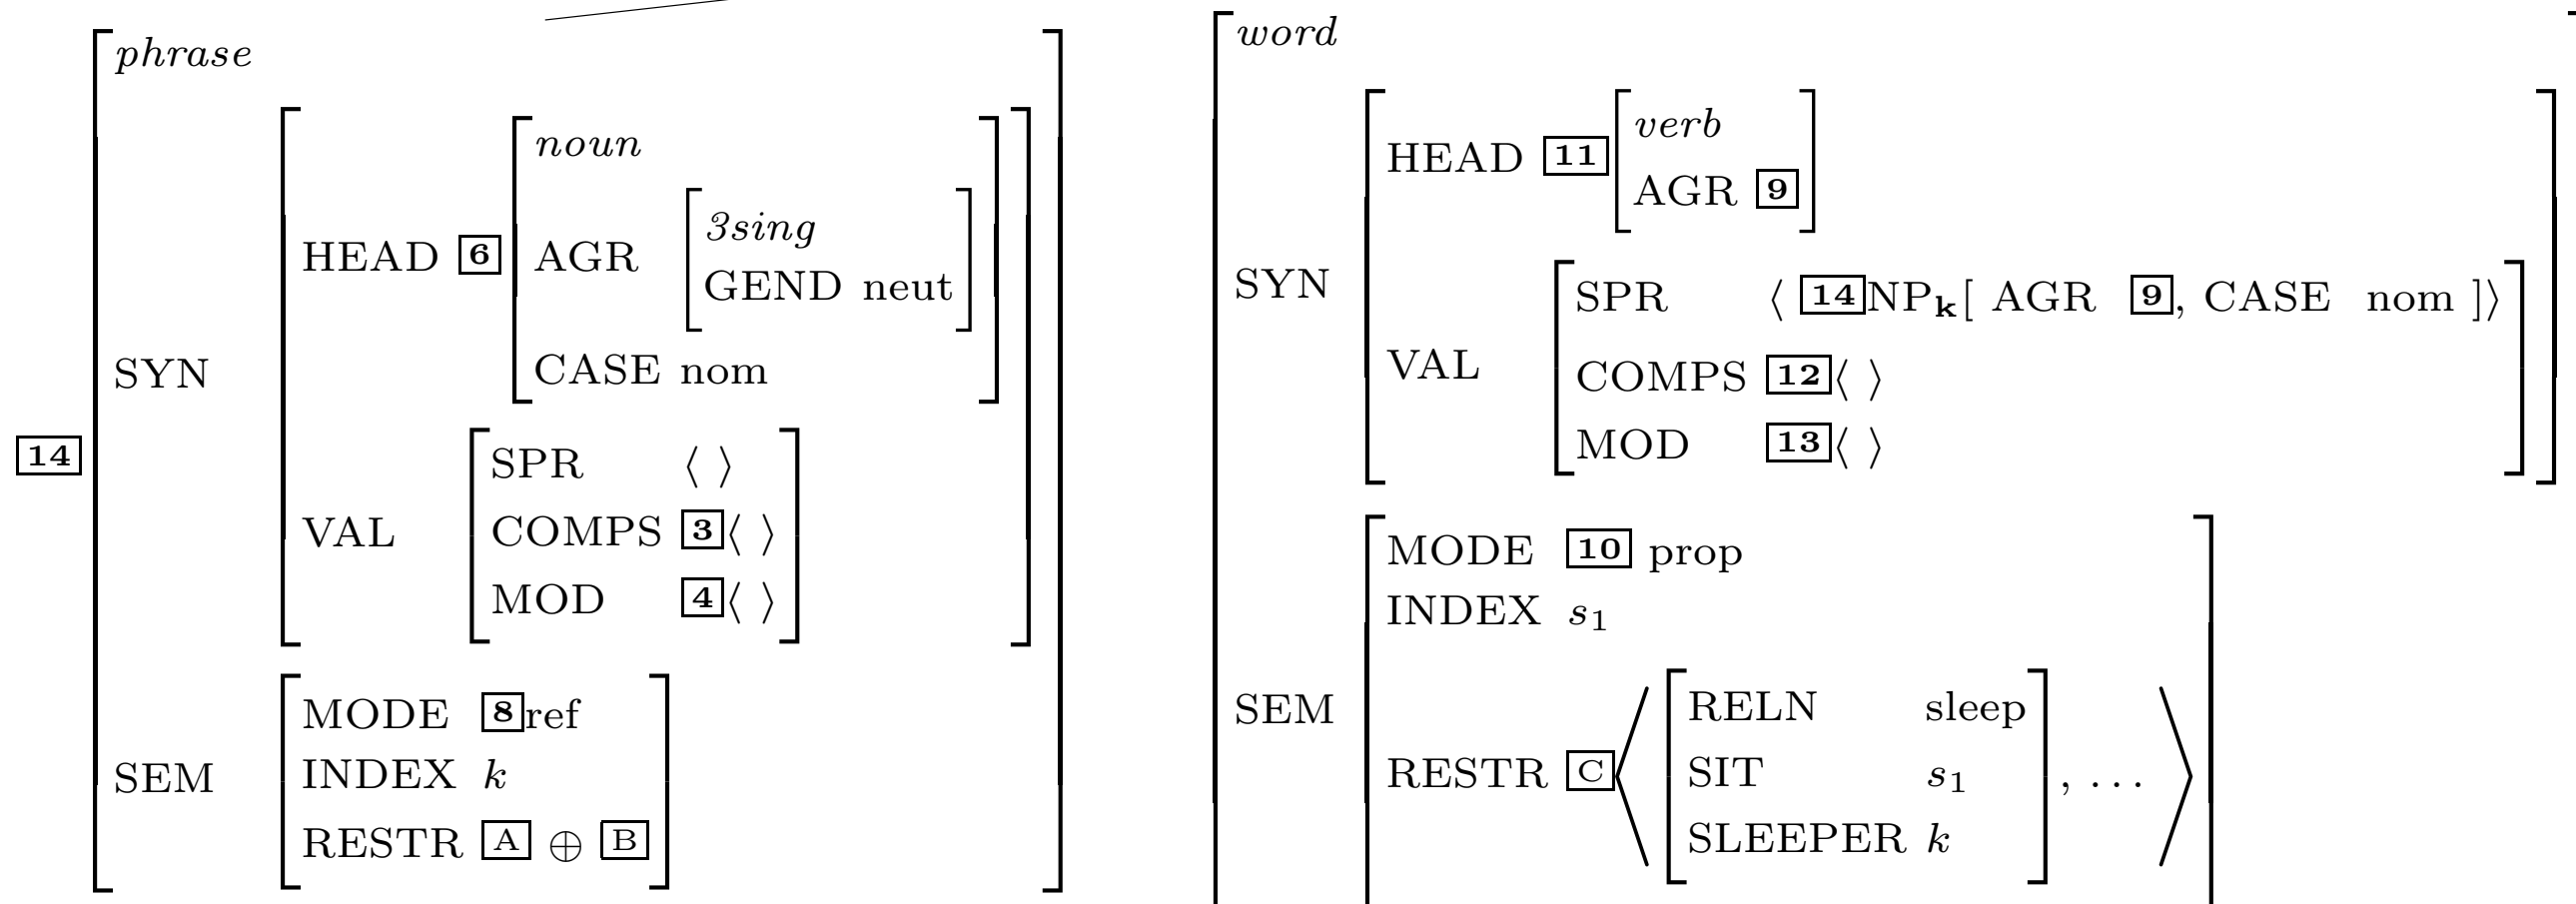 phrase
SYN
HEAD 6
noun
AGR
3sing
GEND neut
CASE nom
VAL
SPR ⟨ ⟩
COMPS 3⟨ ⟩
MOD 4⟨ ⟩
14
SEM
MODE 8ref
INDEX k
RESTR A ⊕ B
word
SYN
HEAD 11
verb
AGR 9
VAL
SPR ⟨ 14NPk[ AGR 9, CASE nom ]⟩
COMPS 12⟨ ⟩
MOD 13⟨ ⟩
SEM
MODE 10 prop
INDEX s1
RESTR C
RELN sleep
SIT s1
SLEEPER k
, ...